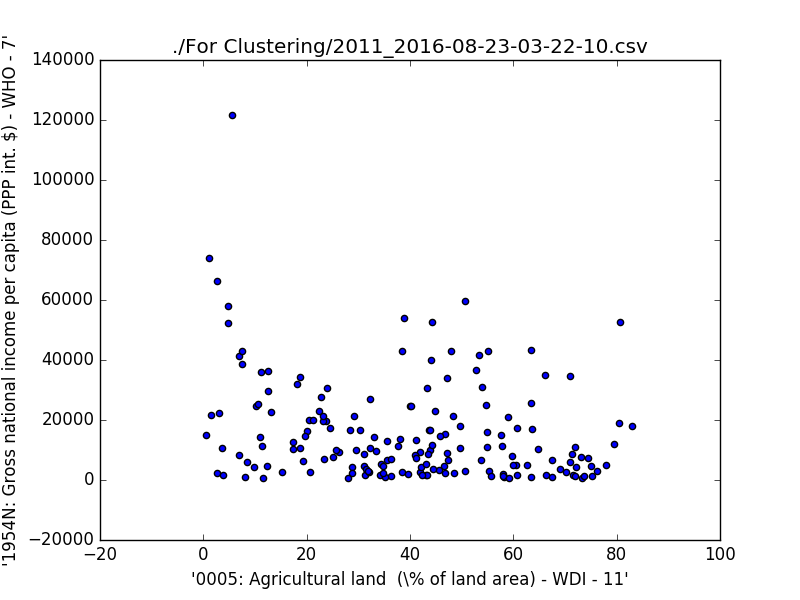 ./For Clustering/2011_2016-08-23-03-22-10.csv
'1954N: Gross national income per capita (PPP int. $) - WHO - 7'
140000
120000
100000
80000
60000
40000
20000
0
−20000
−20 0 20 40 60 80 100
'0005: Agricultural land  (\% of land area) - WDI - 11'